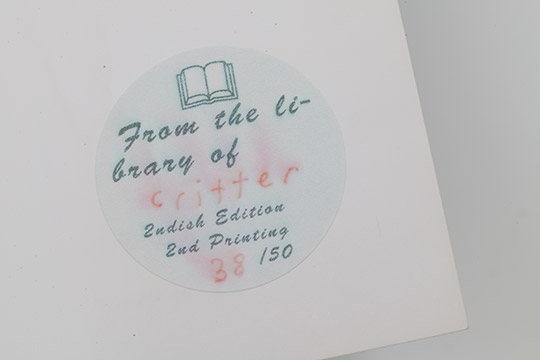 From the li-
brary of
critter
2ndish Edition
2nd Printing
38 /50